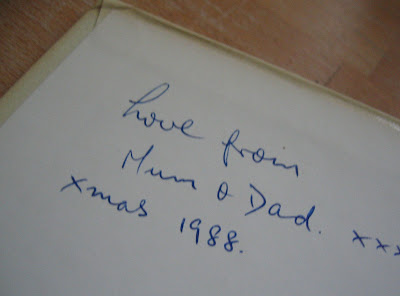 Love from
Mum & Dad. xxx
xmas 1988.